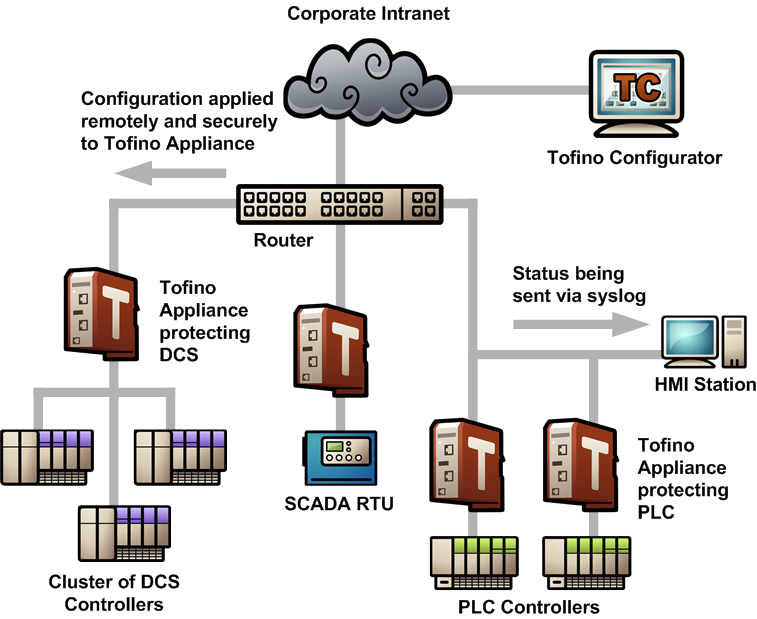 Corporate Intranet
TC
Tofino Configurator
Configuration applied
remotely and securely
to Tofino Appliance
Router
T
Tofino
Appliance
protecting
DCS
Status being
sent via syslog
T
HMI Station
SCADA RTU
T
T
Tofino
Appliance
protecting
PLC
Cluster of DCS
Controllers
PLC Controllers